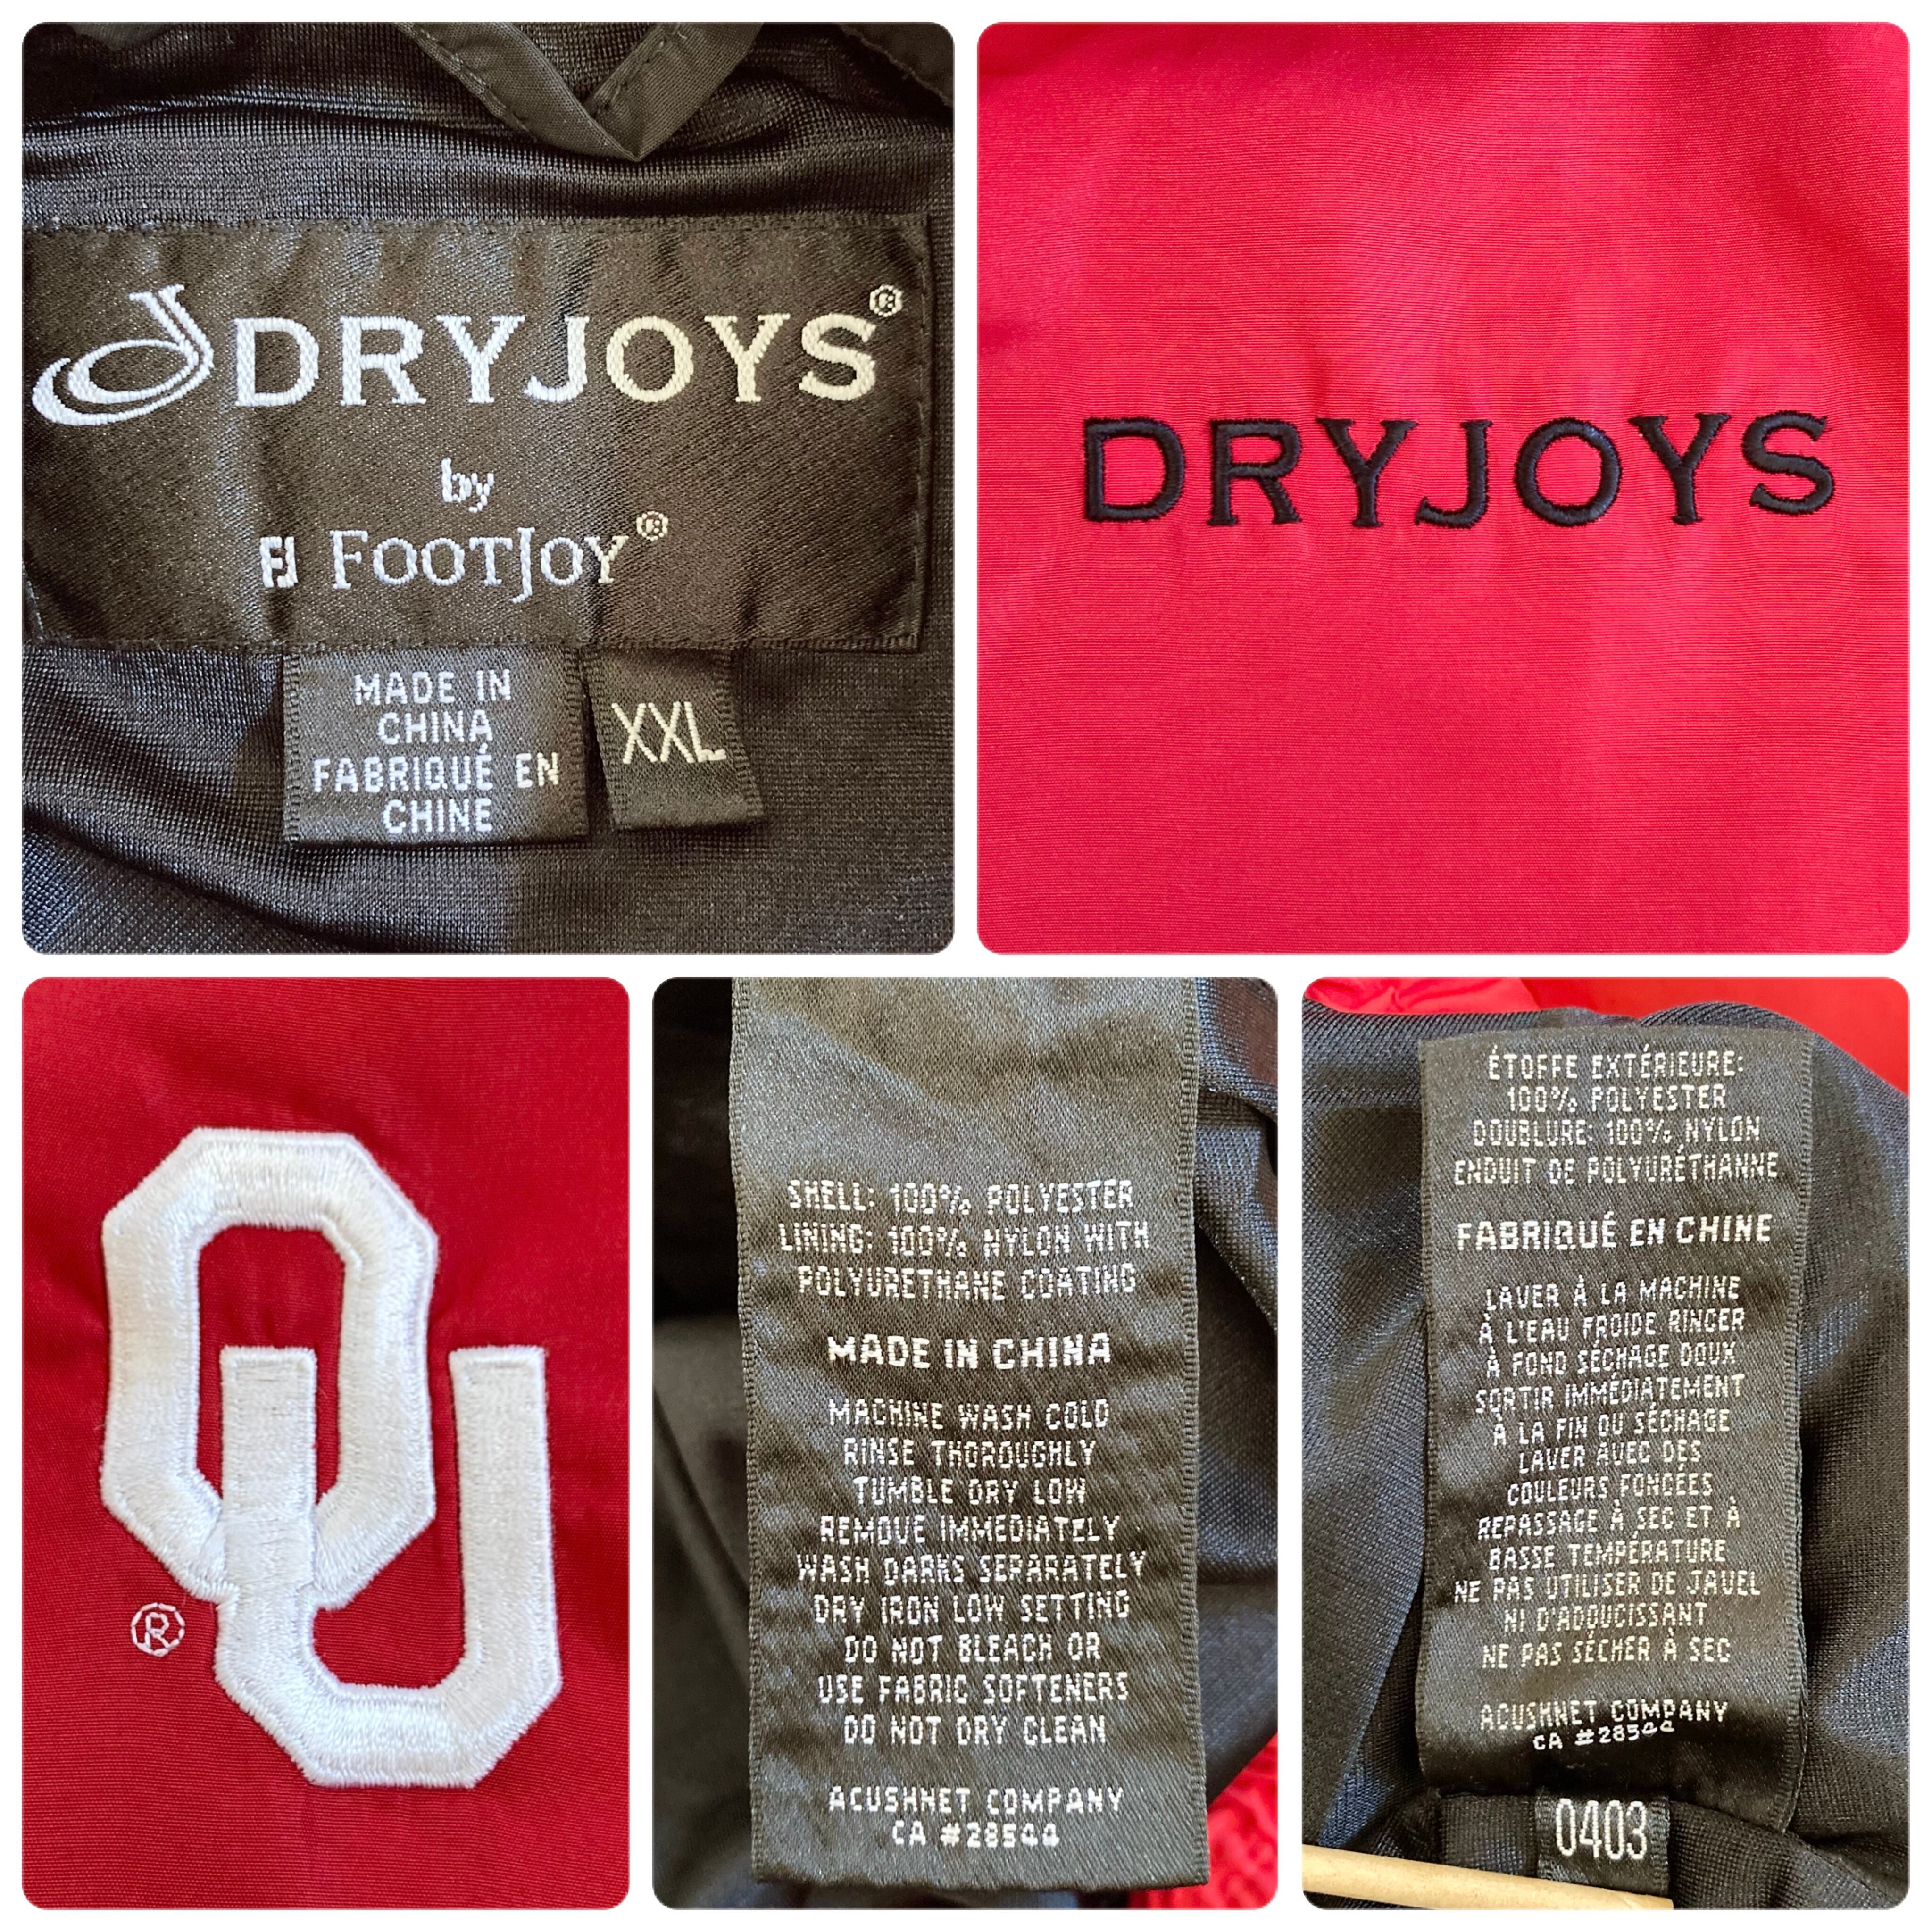 DRYJOYS®
by
FJ FOOTJOY®
MADE IN
CHINA
FABRIQUÉ EN
CHINE
XXL
DRYJOYS
OU
®
SHELL: 100% POLYESTER
LINING: 100% NYLON WITH
POLYURETHANE COATING
MADE IN CHINA
MACHINE WASH COLD
RINSE THOROUGHLY
TUMBLE DRY LOW
REMOVE IMMEDIATELY
WASH DARKS SEPARATELY
DRY IRON LOW SETTING
DO NOT BLEACH OR
USE FABRIC SOFTENERS
DO NOT DRY CLEAN
ACUSHNET COMPANY
CA #28544
ÉTOFFE EXTÉRIEURE:
100% POLYESTER
DOUBLURE: 100% NYLON
ENDUIT DE POLYURÉTHANNE
FABRIQUÉ EN CHINE
LAVER À LA MACHINE
À L'EAU FROIDE RINCER
À FOND SÉCHAGE DOUX
SORTIR IMMÉDIATEMENT
À LA FIN OU SÉCHAGE
LAVER AVEC DES
COULEURS FONCÉES
REPASSAGE À SEC ET À
BASSE TEMPÉRATURE
NE PAS UTILISER DE JAVEL
NI D'ADOUCISSANT
NE PAS SÉCHER À SEC
ACUSHNET COMPANY
CA #28544
0403